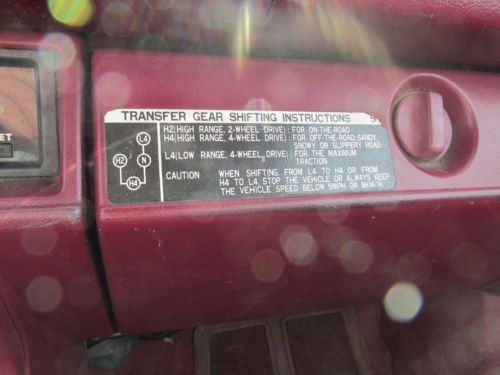 ET
TRANSFER GEAR SHIFTING INSTRUCTIONS 5
L4
H2 N
H4
H2(HIGH RANGE, 2-WHEEL DRIVE): FOR ON-THE-ROAD
H4(HIGH RANGE, 4-WHEEL DRIVE): FOR OFF-THE-ROAD: SANDY,
SNOWY OR SLIPPERY ROAD
L4(LOW RANGE, 4-WHEEL DRIVE): FOR THE MAXIMUM
TRACTION
CAUTION WHEN SHIFTING FROM L4 TO H4 OR FROM
H4 TO L4, STOP THE VEHICLE OR ALWAYS KEEP
THE VEHICLE SPEED BELOW 5MPH OR 8KM/H.